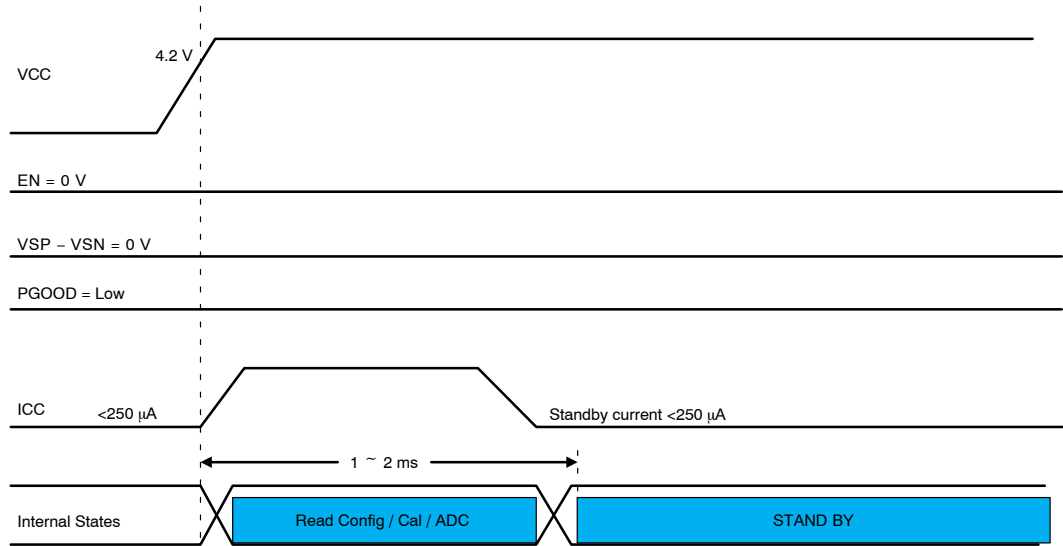 4.2 V
VCC
EN = 0 V
VSP – VSN = 0 V
PGOOD = Low
ICC <250 μA Standby current <250 μA
1 ~ 2 ms
Internal States Read Config / Cal / ADC STAND BY